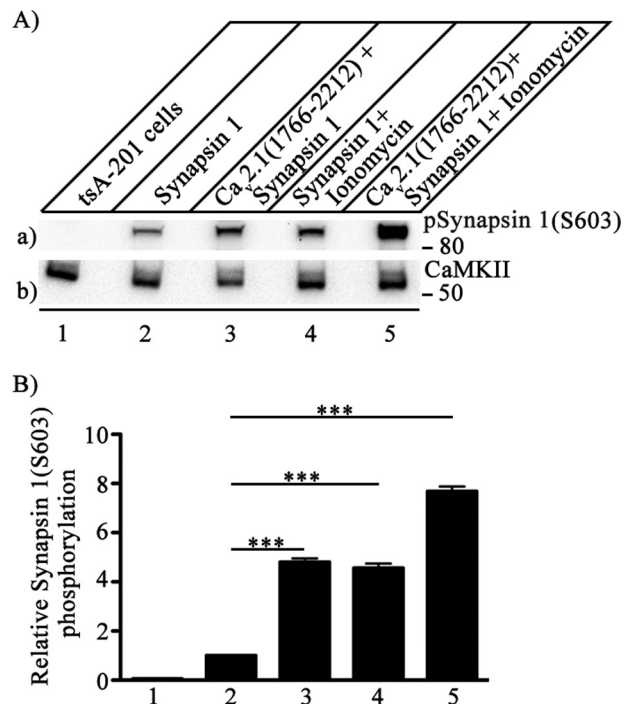 A)
tsA-201 cells
Synapsin 1
Cav2.1(1766-2212) +
Synapsin 1
Synapsin 1+
Ionomycin
Cav2.1(1766-2212)+
Synapsin 1+ Ionomycin
a)
pSynapsin 1(S603)
- 80
b)
CaMKII
- 50
1 2 3 4 5
B)
Relative Synapsin 1(S603)
phosphorylation
10
8
6
4
2
0
***
***
***
1 2 3 4 5